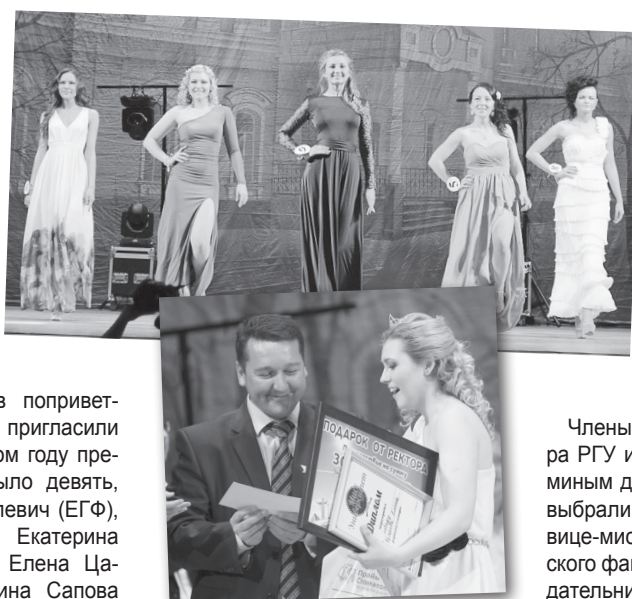 в попривет-
пригласили
ом году пре-
ыло девять,
левич (ЕГФ),
Екатерина
Елена Ца-
ина Сапова
ПОДАРОК ОТ РЕКТОРА
Диплом
Члены
ра РГУ и
миным д
выбрали
вице-мис
ского фак
дательни